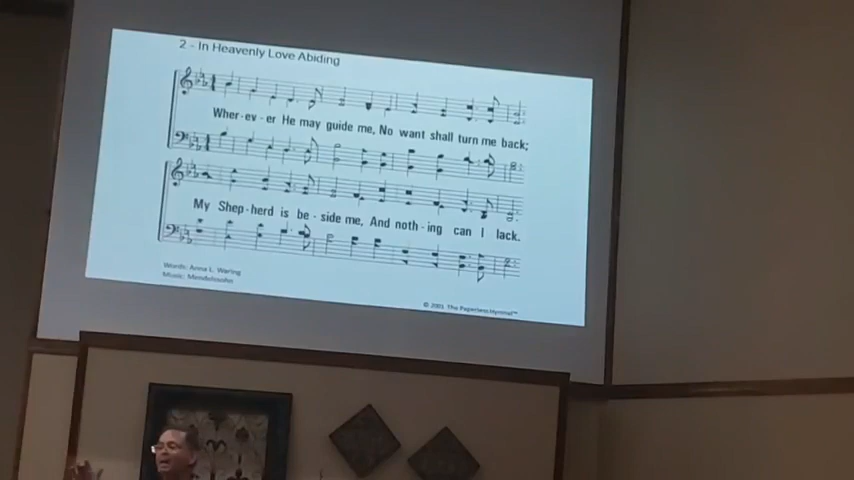 2 - In Heavenly Love Abiding
Wher-ev-er He may guide me, No want shall turn me back;
My Shep-herd is be-side me, And noth-ing can I lack.
Words: Anna L. Waring
Music: Mendelssohn
© 2001 The Paperless Hymnal™